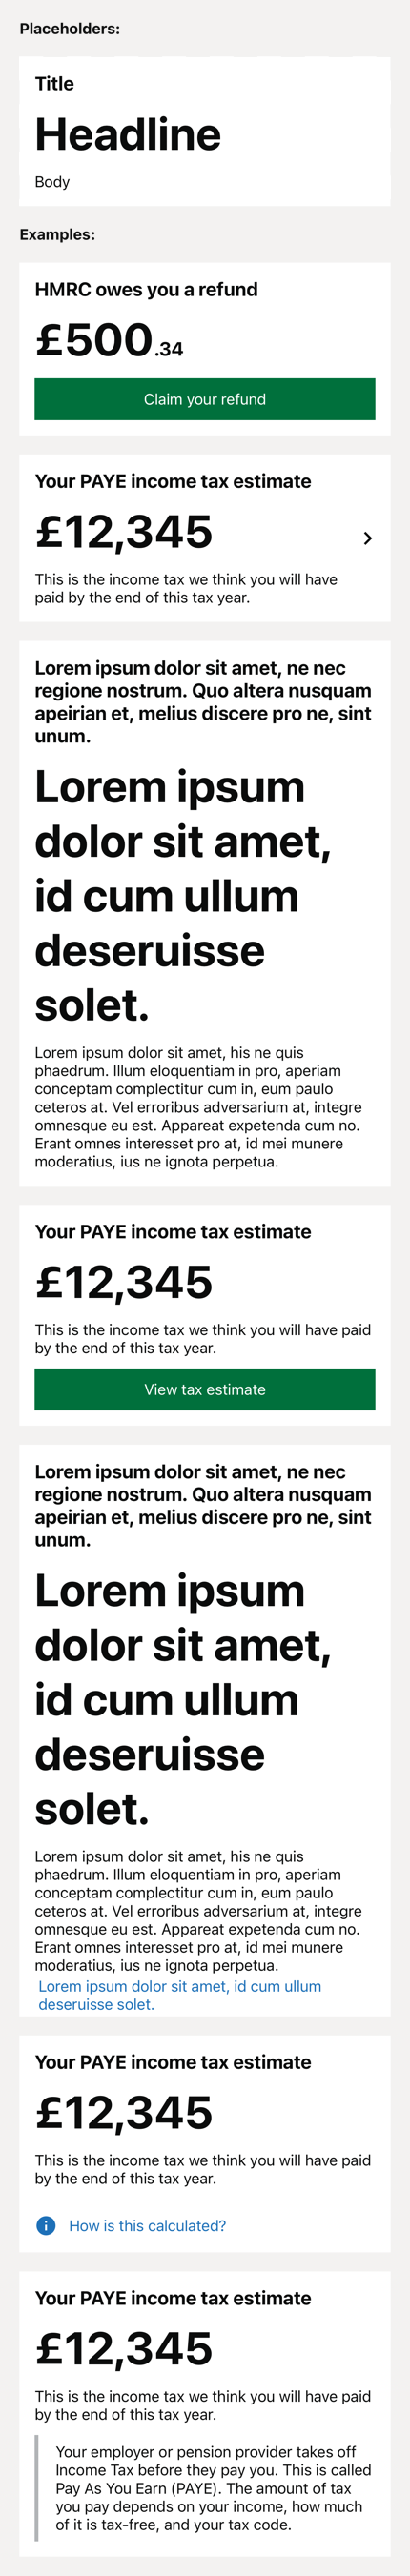 Placeholders:
Title
Headline
Body
Examples:
HMRC owes you a refund
£500.34
Claim your refund
Your PAYE income tax estimate
£12,345
This is the income tax we think you will have
paid by the end of this tax year.
Lorem ipsum dolor sit amet, ne nec
regione nostrum. Quo altera nusquam
apeirian et, melius discere pro ne, sint
unum.
Lorem ipsum
dolor sit amet,
id cum ullum
deseruisse
solet.
Lorem ipsum dolor sit amet, his ne quis
phaedrum. Illum eloquentiam in pro, aperiam
conceptam complectitur cum in, eum paulo
ceteros at. Vel erroribus adversarium at, integre
omnesque eu est. Appareat expetenda cum no.
Erant omnes interesset pro at, id mei munere
moderatius, ius ne ignota perpetua.
Your PAYE income tax estimate
£12,345
This is the income tax we think you will have paid
by the end of this tax year.
View tax estimate
Lorem ipsum dolor sit amet, ne nec
regione nostrum. Quo altera nusquam
apeirian et, melius discere pro ne, sint
unum.
Lorem ipsum
dolor sit amet,
id cum ullum
deseruisse
solet.
Lorem ipsum dolor sit amet, his ne quis
phaedrum. Illum eloquentiam in pro, aperiam
conceptam complectitur cum in, eum paulo
ceteros at. Vel erroribus adversarium at, integre
omnesque eu est. Appareat expetenda cum no.
Erant omnes interesset pro at, id mei munere
moderatius, ius ne ignota perpetua.
Lorem ipsum dolor sit amet, id cum ullum
deseruisse solet.
Your PAYE income tax estimate
£12,345
This is the income tax we think you will have paid
by the end of this tax year.
How is this calculated?
Your PAYE income tax estimate
£12,345
This is the income tax we think you will have paid
by the end of this tax year.
Your employer or pension provider takes off
Income Tax before they pay you. This is called
Pay As You Earn (PAYE). The amount of tax
you pay depends on your income, how much
of it is tax-free, and your tax code.